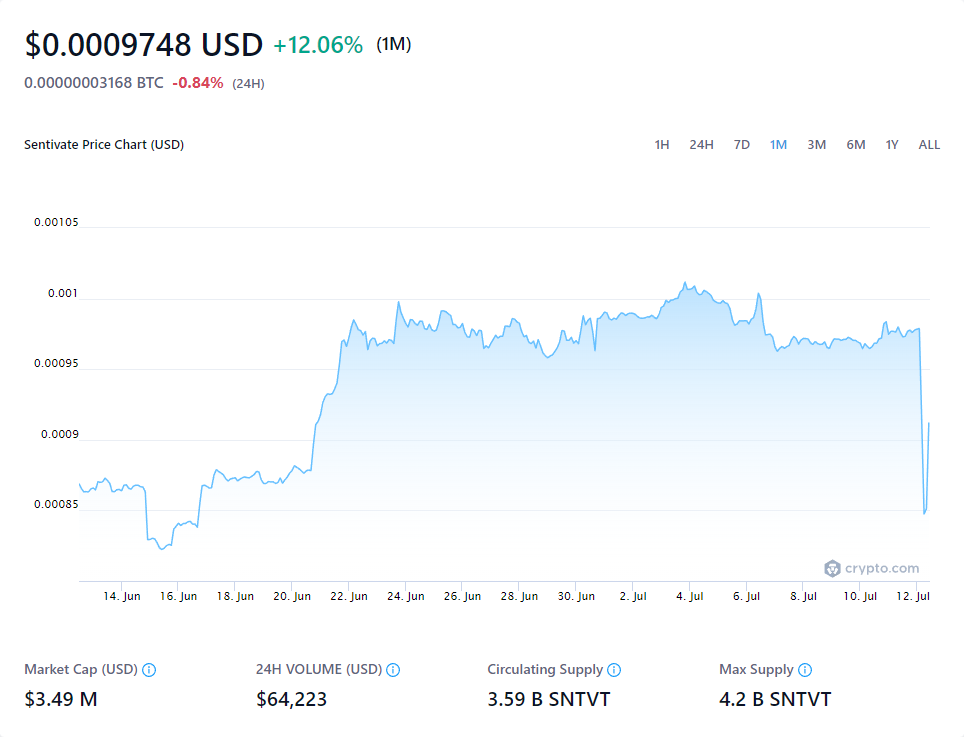 $0.0009748 USD +12.06% (1M)
0.00000003168 BTC -0.84% (24H)
Sentivate Price Chart (USD) 1H 24H 7D 1M 3M 6M 1Y ALL
0.00105
0.001
0.00095
0.0009
0.00085
crypto.com
14. Jun 16. Jun 18. Jun 20. Jun 22. Jun 24. Jun 26. Jun 28. Jun 30. Jun 2. Jul 4. Jul 6. Jul 8. Jul 10. Jul 12. Jul
Market Cap (USD) 24H VOLUME (USD) Circulating Supply Max Supply
$3.49 M $64,223 3.59 B SNTVT 4.2 B SNTVT